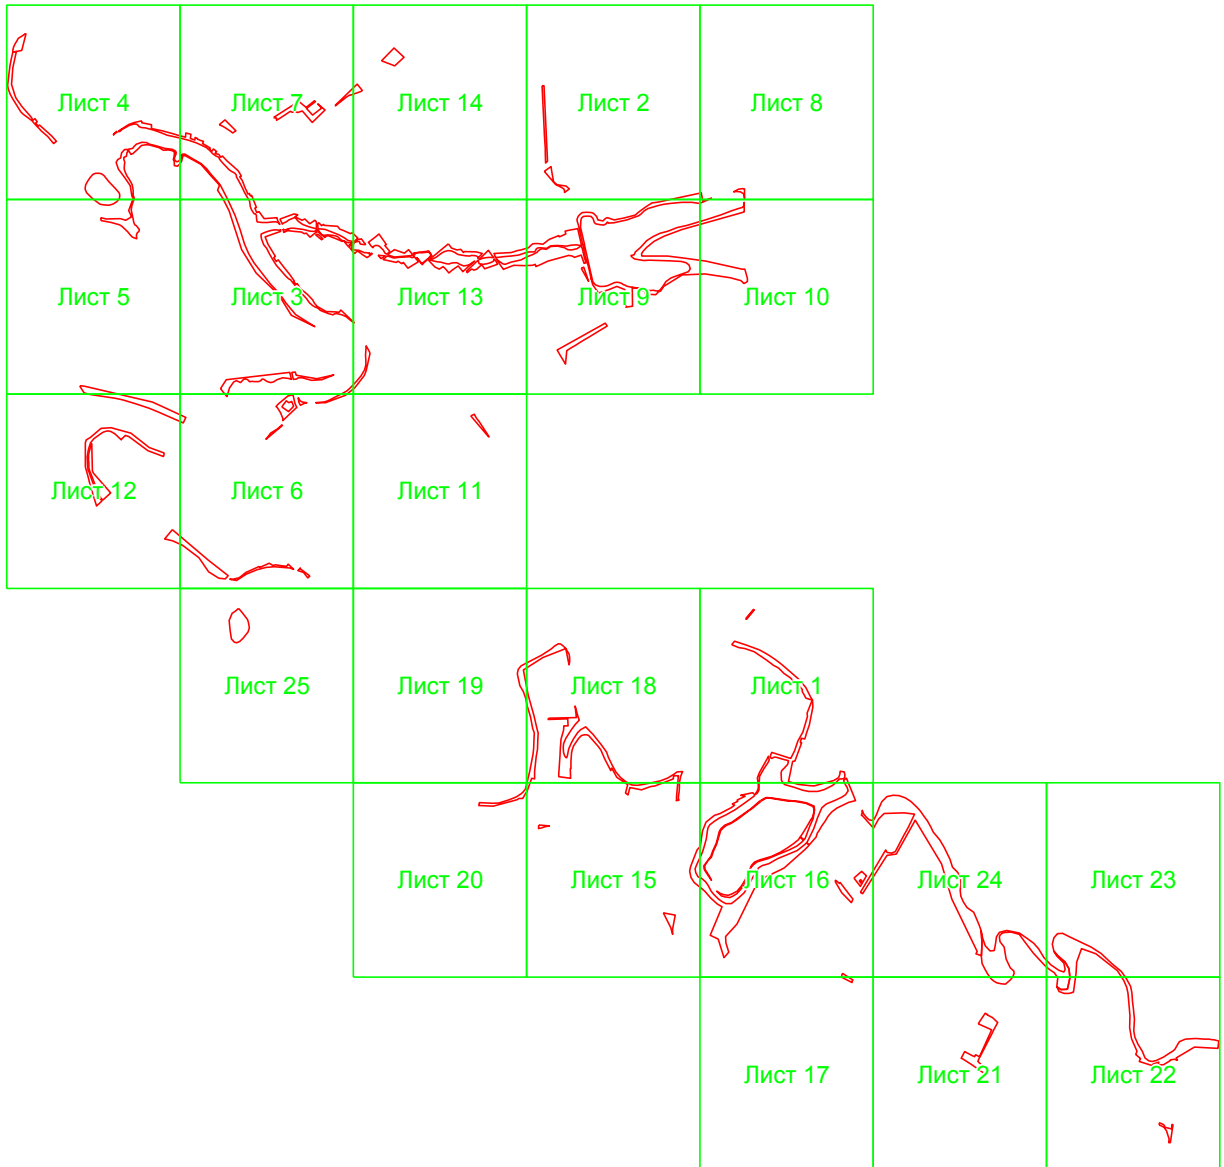 Лист 4 Лист 7 Лист 14 Лист 2 Лист 8
Лист 5 Лист 3 Лист 13 Лист 9 Лист 10
Лист 12 Лист 6 Лист 11
Лист 25 Лист 19 Лист 18 Лист 1
Лист 20 Лист 15 Лист 16 Лист 24 Лист 23
Лист 17 Лист 21 Лист 22